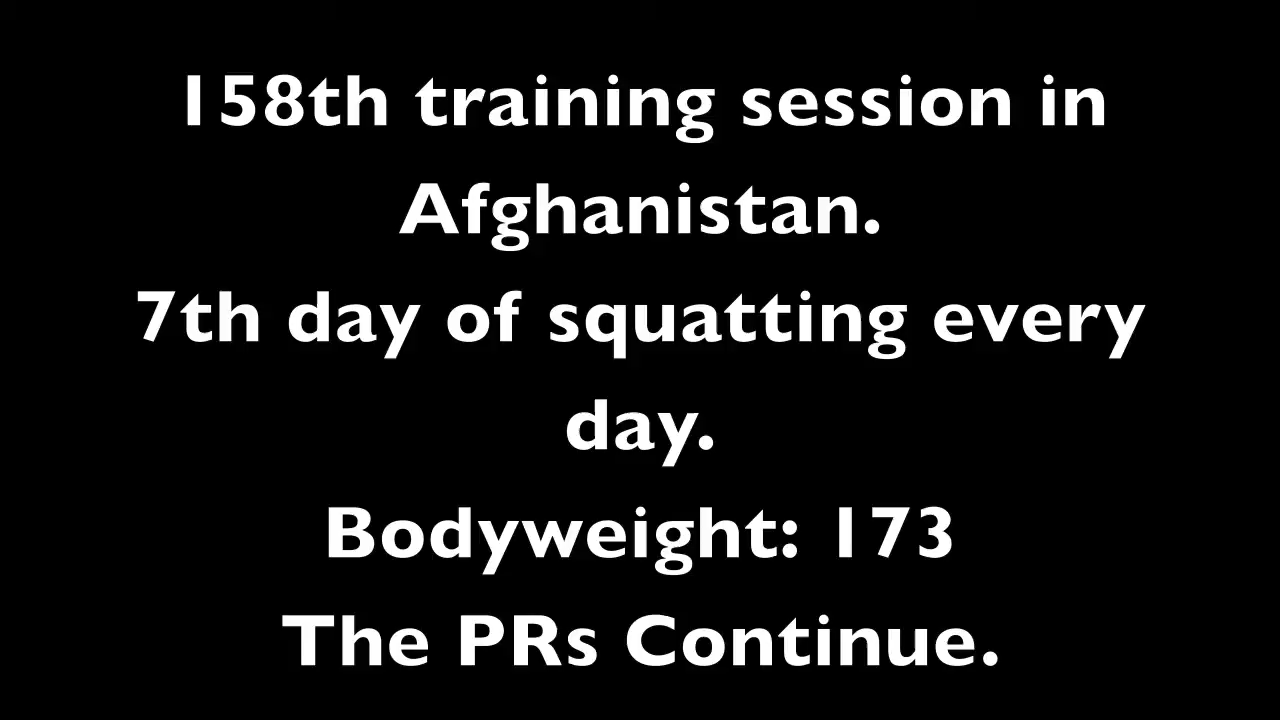 158th training session in
Afghanistan.
7th day of squatting every
day.
Bodyweight: 173
The PRs Continue.